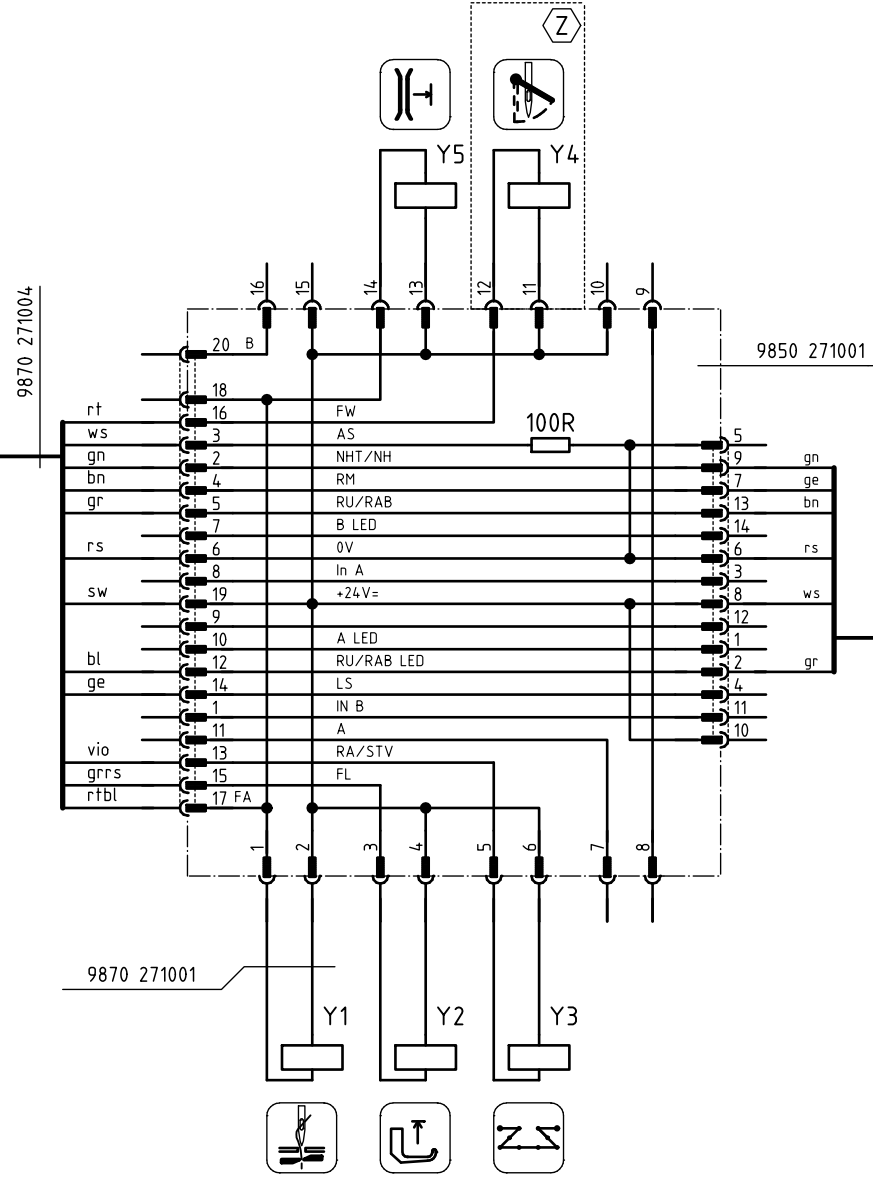 Z
Y5 Y4
16 15 14 13 12 11 10 9
9870 271004
9850 271001
20 B
18
rt 16 FW
100R
ws 3 AS 5
gn 2 NHT/NH 9 gn
bn 4 RM 7 ge
gr 5 RU/RAB 13 bn
7 B LED 14
rs 6 0V 6 rs
8 In A 3
sw 19 +24V= 8 ws
9 12
10 A LED 1
bl 12 RU/RAB LED 2 gr
ge 14 LS 4
1 IN B 11
11 A 10
vio 13 RA/STV
grrs 15 FL
rtbl 17 FA
1 2 3 4 5 6 7 8
9870 271001
Y1 Y2 Y3